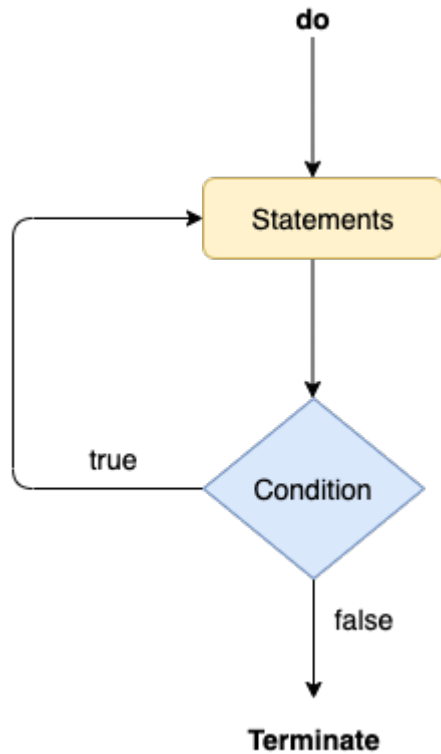 do
Statements
true
Condition
false
Terminate